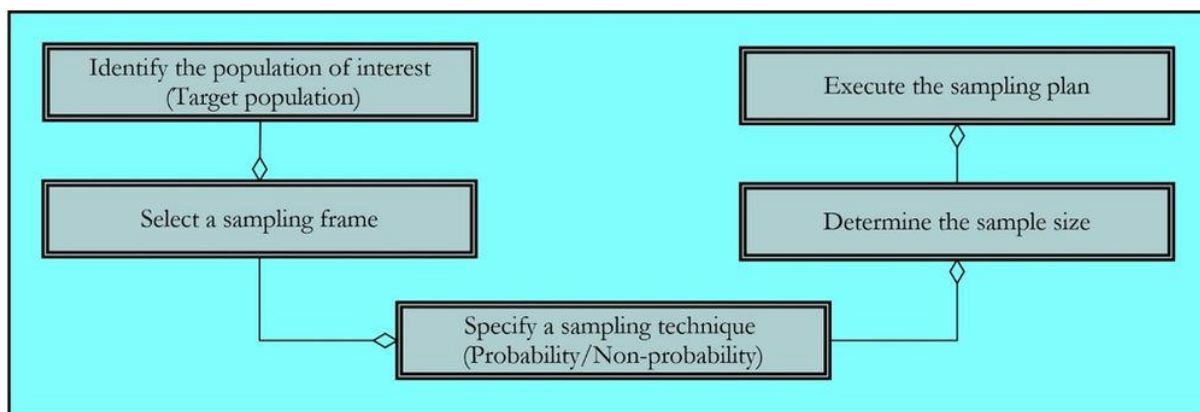 Identify the population of interest
(Target population)
Select a sampling frame
Specify a sampling technique
(Probability/Non-probability)
Determine the sample size
Execute the sampling plan